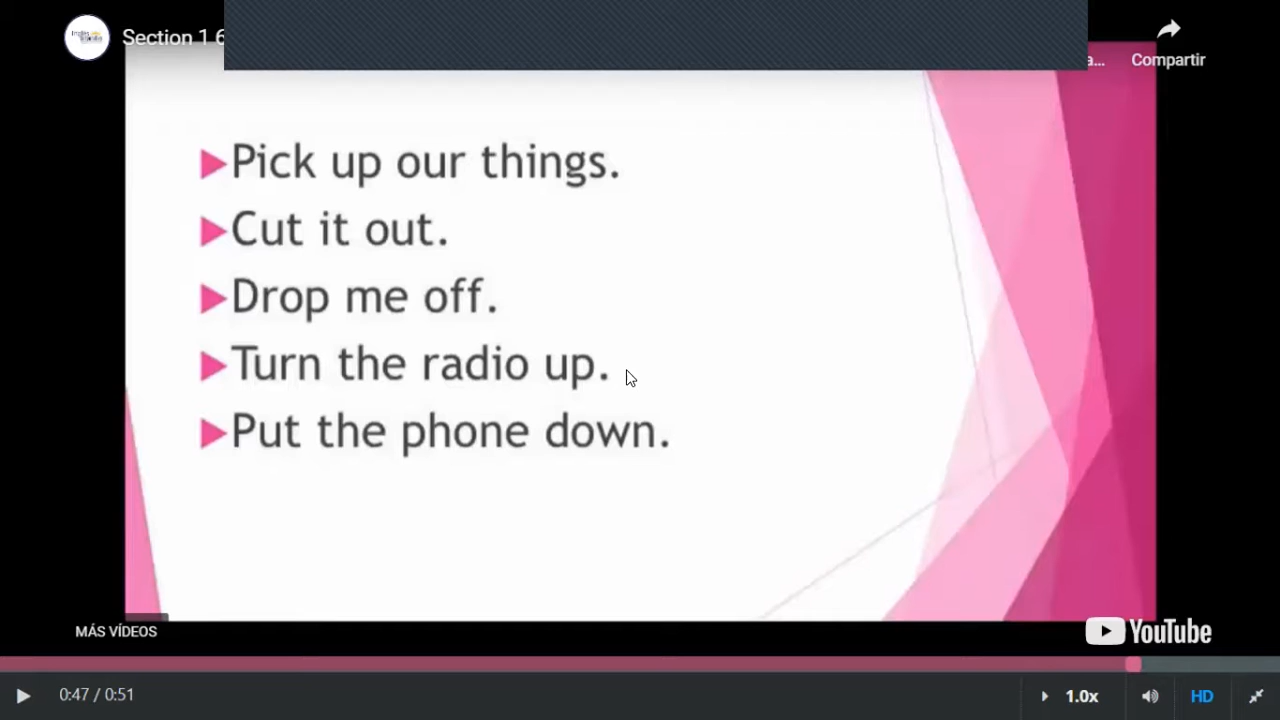 Section 1 6
a...
Compartir
Pick up our things.
Cut it out.
Drop me off.
Turn the radio up.
Put the phone down.
MÁS VÍDEOS
YouTube
0:47 / 0:51
1.0x
HD